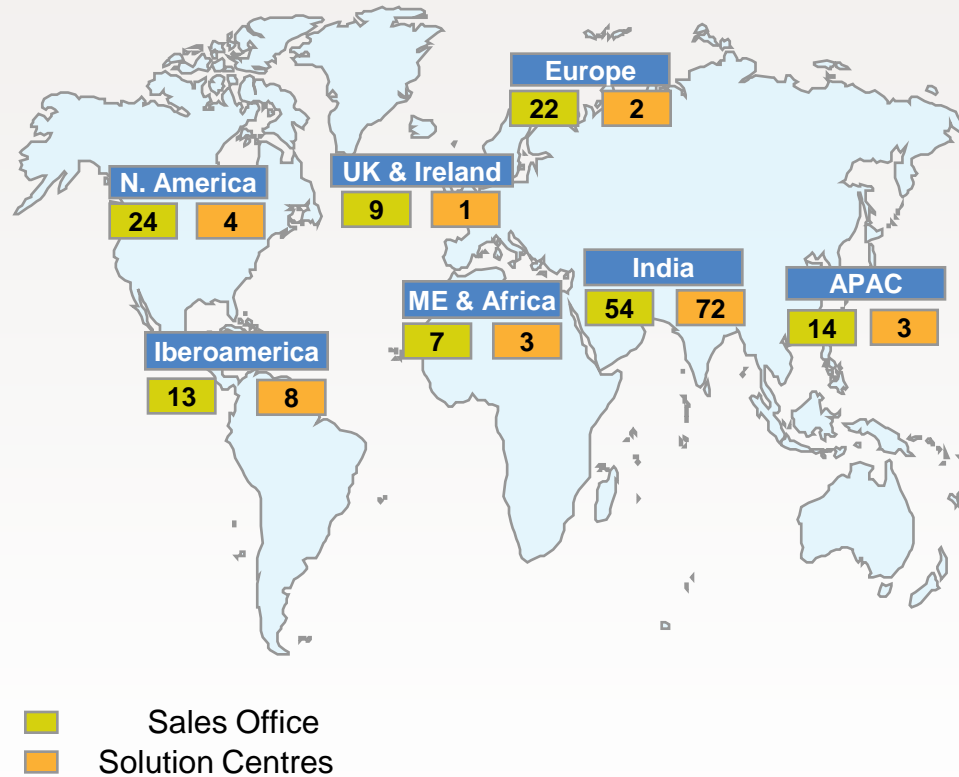 Europe
22 2
UK & Ireland
9 1
N. America
24 4
India
54 72
APAC
14 3
ME & Africa
7 3
Iberoamerica
13 8
Sales Office
Solution Centres